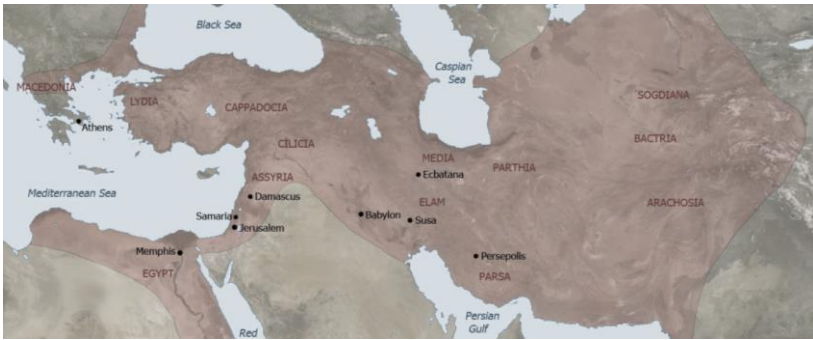 Black Sea
Caspian
Sea
MACEDONIA
LYDIA
CAPPADOCIA
SOGDIANA
Athens
BACTRIA
CILICIA
MEDIA
PARTHIA
Ecbatana
ASSYRIA
Mediterranean Sea
Damascus
ELAM
ARACHOSIA
Samaria
Babylon
Susa
Jerusalem
Memphis
Persepolis
EGYPT
PARSA
Persian
Gulf
Red